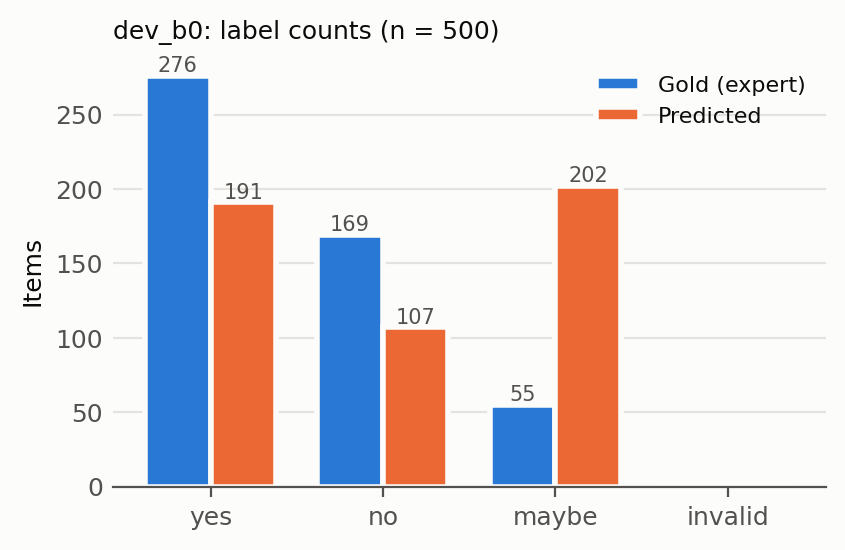 dev_b0: label counts (n = 500)
Gold (expert)
Predicted
Items
250
200
150
100
50
0
276
191
169
107
55
202
yes
no
maybe
invalid